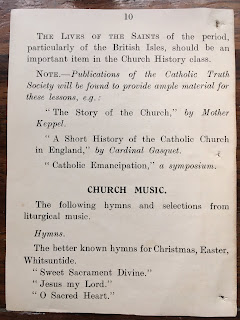 10
THE LIVES OF THE SAINTS of the period,
particularly of the British Isles, should be an
important item in the Church History class.
NOTE.—Publications of the Catholic Truth
Society will be found to provide ample material for
these lessons, e.g.:
"The Story of the Church," by Mother
Keppel.
"A Short History of the Catholic Church
in England," by Cardinal Gasquet.
"Catholic Emancipation," a symposium.
CHURCH MUSIC.
The following hymns and selections from
liturgical music.
Hymns.
The better known hymns for Christmas, Easter,
Whitsuntide.
"Sweet Sacrament Divine."
"Jesus my Lord."
"O Sacred Heart."